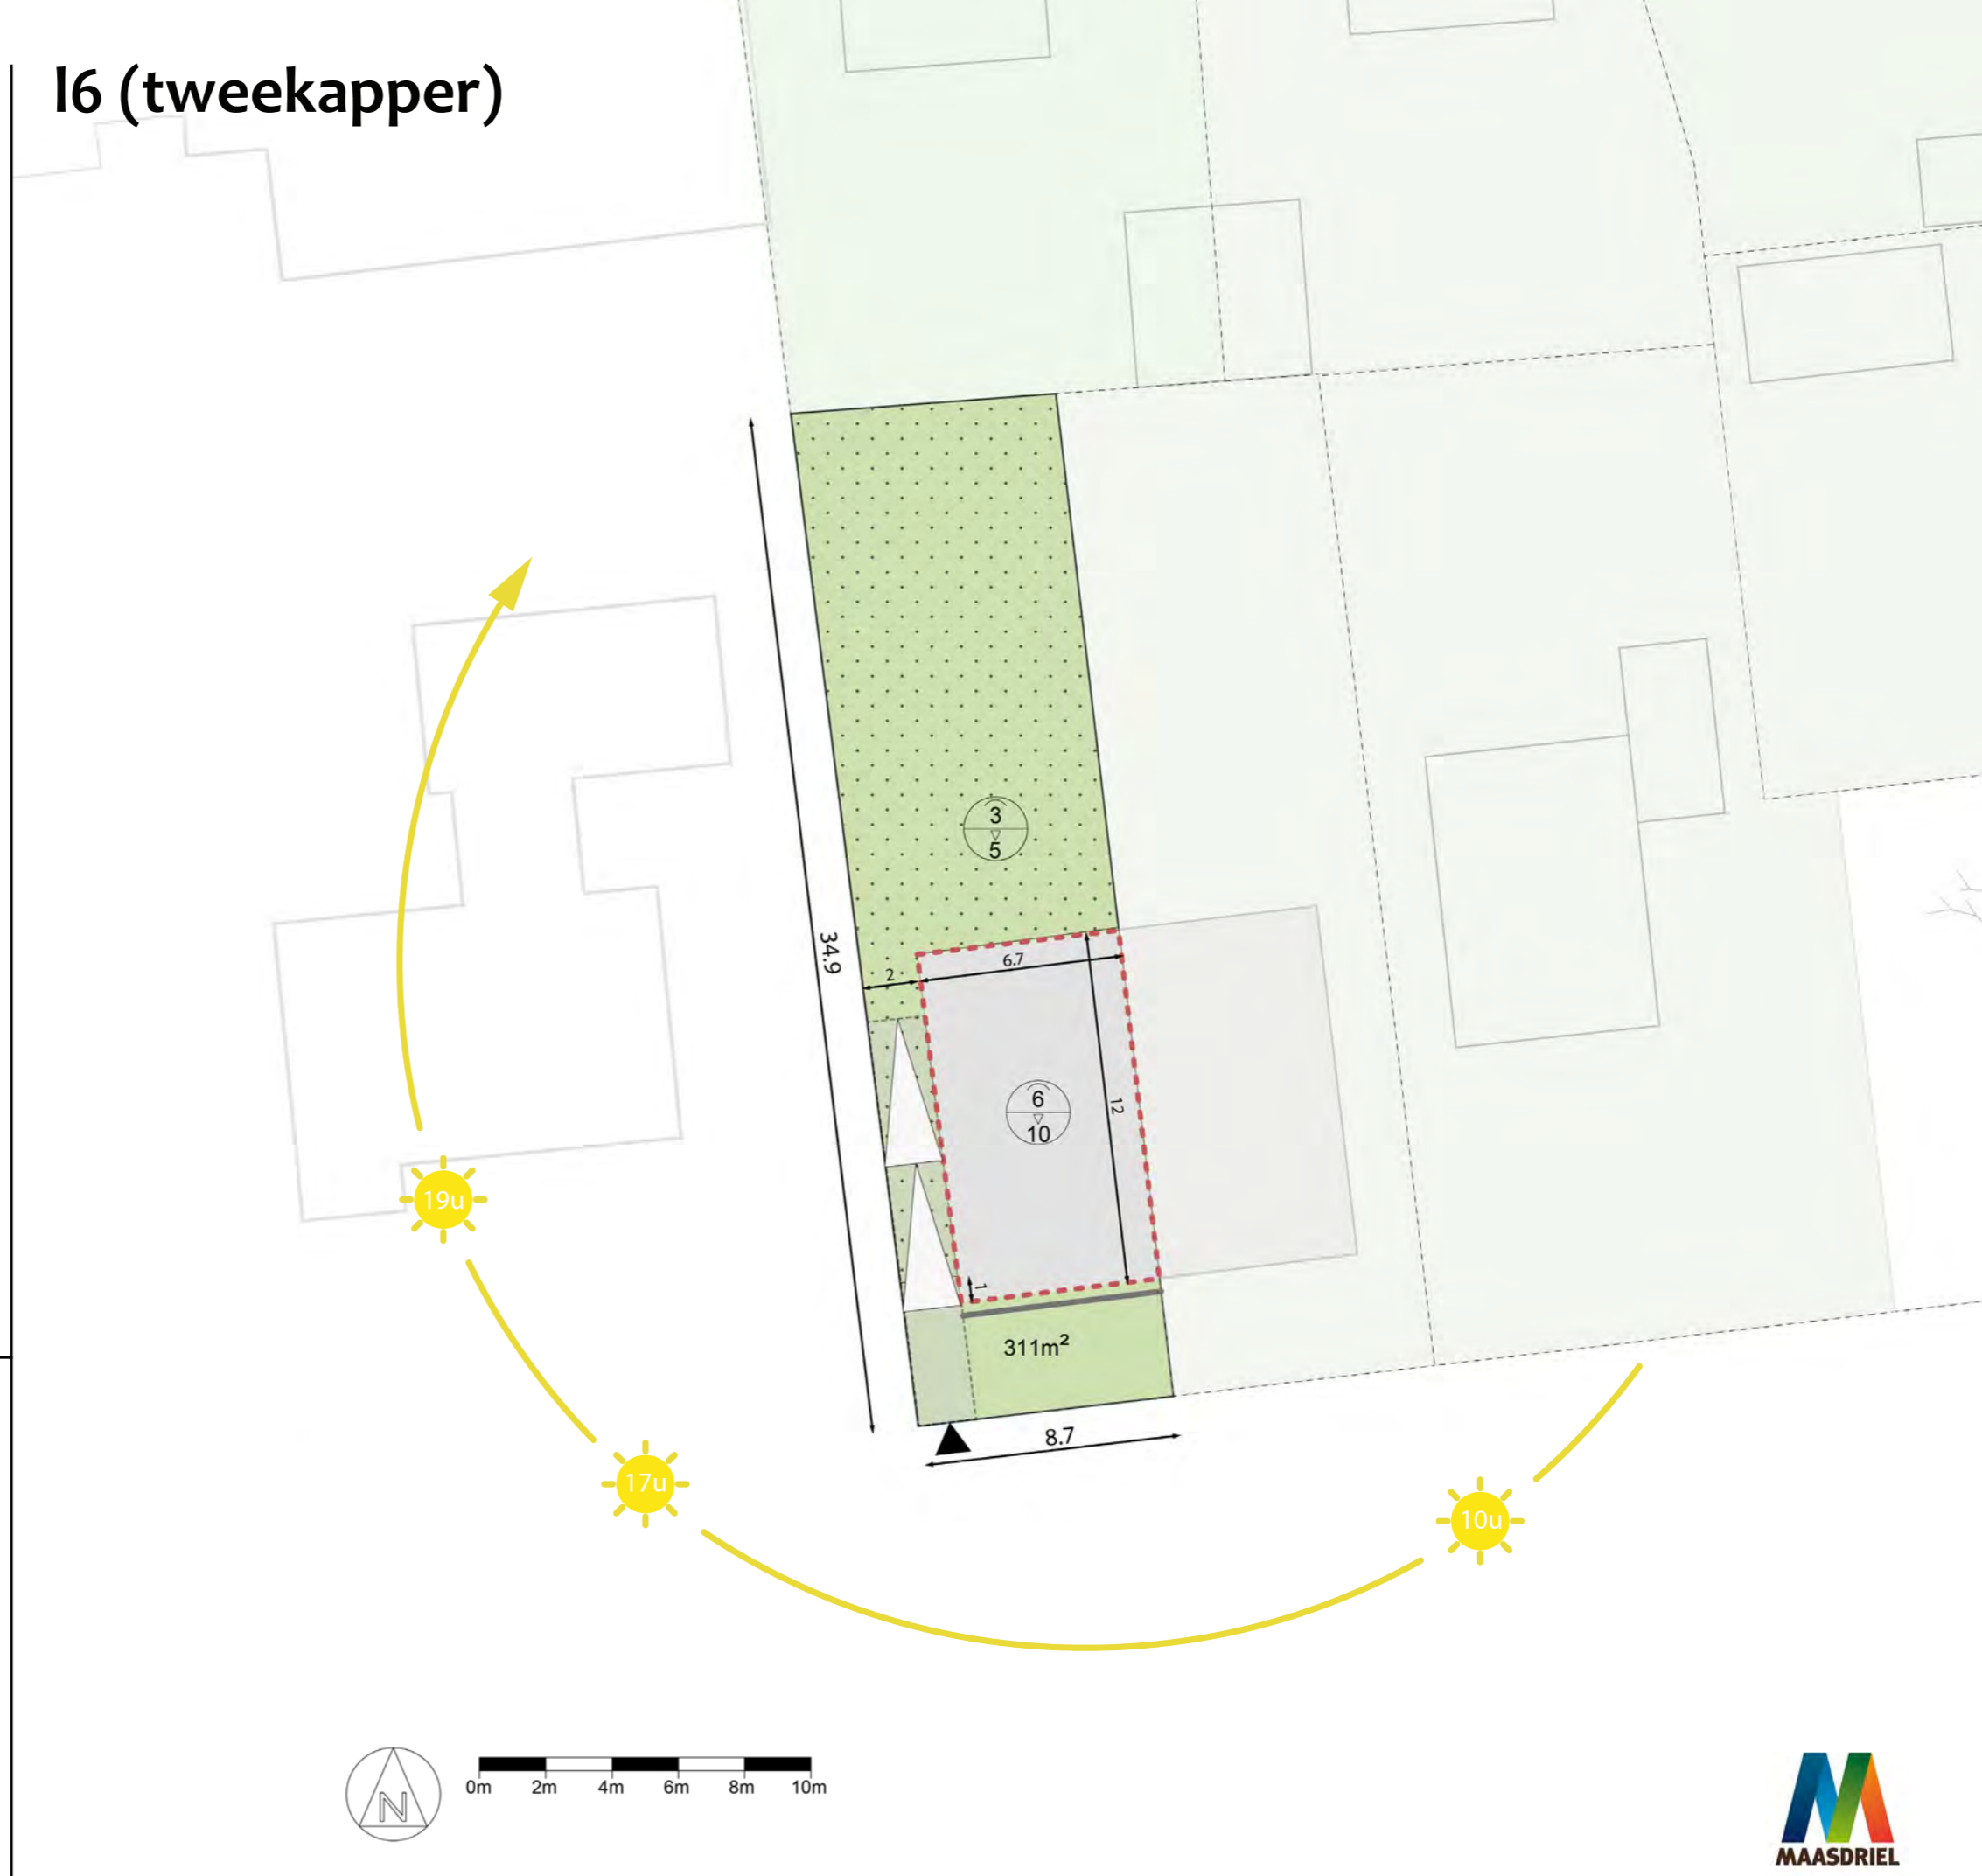 I6 (tweekapper)
3
5
34.9
2
6.7
12
6
10
1
311m²
8.7
19u
17u
10u
N
0m 2m 4m 6m 8m 10m
MAASDRIEL